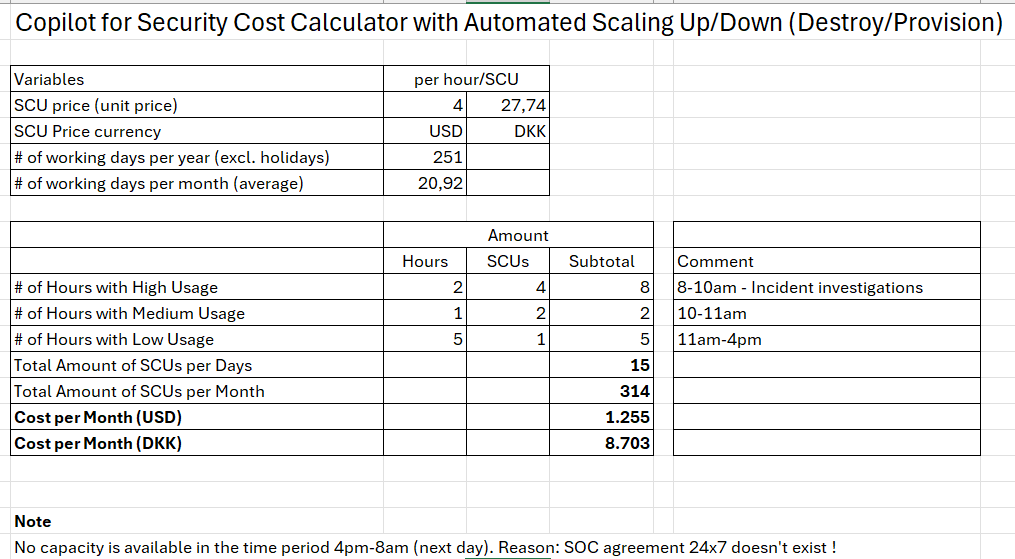 Copilot for Security Cost Calculator with Automated Scaling Up/Down (Destroy/Provision)
Variables per hour/SCU
SCU price (unit price) 4 27,74
SCU Price currency USD DKK
# of working days per year (excl. holidays) 251
# of working days per month (average) 20,92
Amount
Hours SCUs Subtotal Comment
# of Hours with High Usage 2 4 8 8-10am - Incident investigations
# of Hours with Medium Usage 1 2 2 10-11am
# of Hours with Low Usage 5 1 5 11am-4pm
Total Amount of SCUs per Days 15
Total Amount of SCUs per Month 314
Cost per Month (USD) 1.255
Cost per Month (DKK) 8.703
Note
No capacity is available in the time period 4pm-8am (next day). Reason: SOC agreement 24x7 doesn't exist !